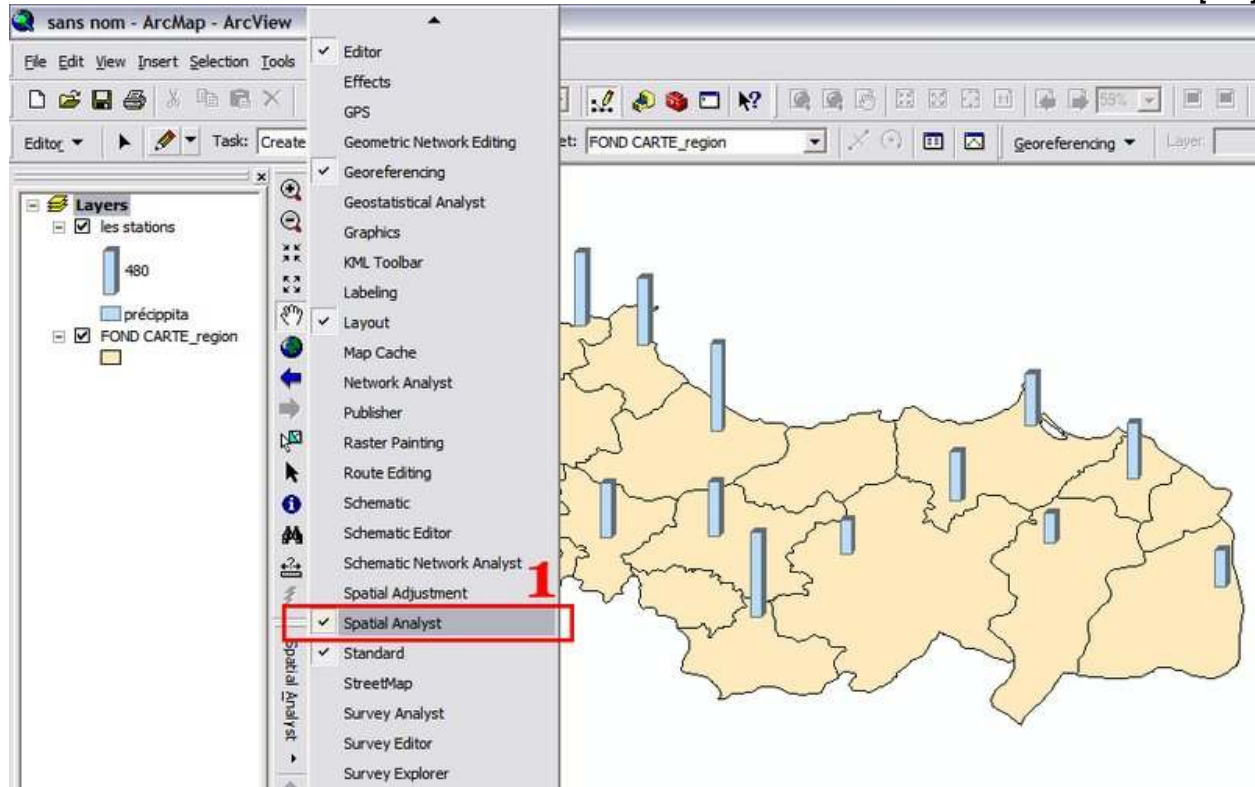 sans nom - ArcMap - ArcView
File Edit View Insert Selection Tools
59%
Editor Task: Create et: FOND CARTE_region Georeferencing Layer:
Layers
les stations
480
précippita
FOND CARTE_region
Editor
Effects
GPS
Geometric Network Editing
Georeferencing
Geostatistical Analyst
Graphics
KML Toolbar
Labeling
Layout
Map Cache
Network Analyst
Publisher
Raster Painting
Route Editing
Schematic
Schematic Editor
Schematic Network Analyst
1
Spatial Adjustment
Spatial Analyst
Standard
StreetMap
Survey Analyst
Survey Editor
Survey Explorer
Spatial Analyst